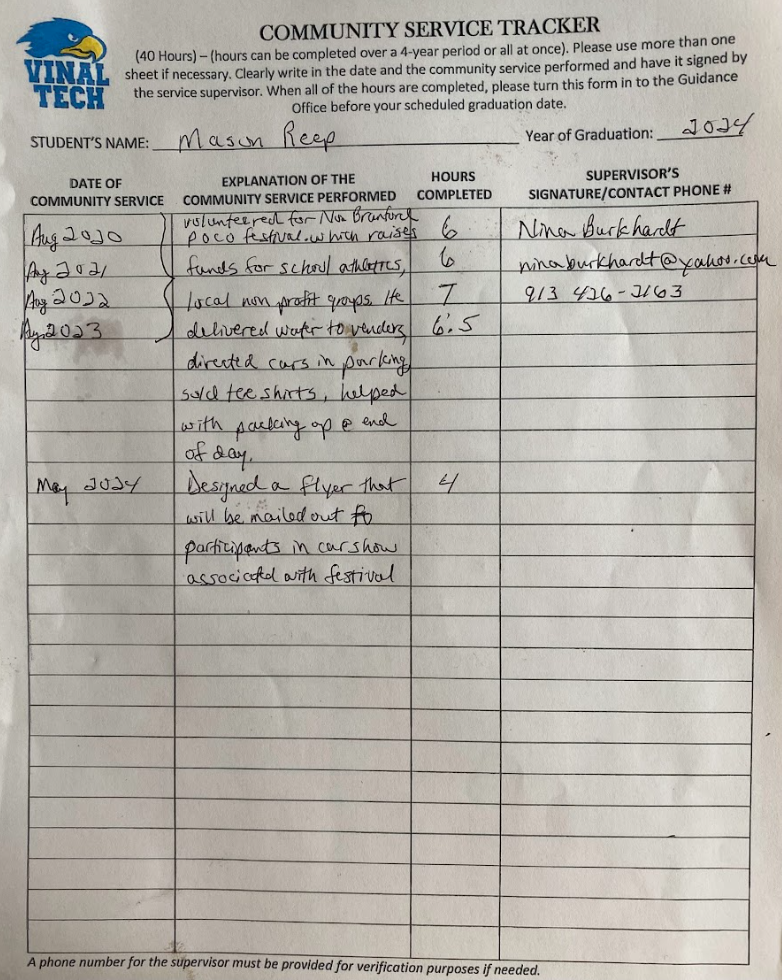 VINAL
TECH
COMMUNITY SERVICE TRACKER
(40 Hours) – (hours can be completed over a 4-year period or all at once). Please use more than one
sheet if necessary. Clearly write in the date and the community service performed and have it signed by
the service supervisor. When all of the hours are completed, please turn this form in to the Guidance
Office before your scheduled graduation date.
STUDENT'S NAME: Mason Reep Year of Graduation: 2024
DATE OF COMMUNITY SERVICE
EXPLANATION OF THE COMMUNITY SERVICE PERFORMED
HOURS COMPLETED
SUPERVISOR'S SIGNATURE/CONTACT PHONE #
volunteered for Branford
Aug 2020 POCO festival which raises 6 Nina Burkhardt
Aug 2021 funds for school athletics, 6 ninaburkhardt@yahoo.com
Aug 2022 local non profit groups. He 7 913 426-2163
Aug 2023 delivered water to vendors, 6.5
directed cars in parking,
sold tee shirts, helped
with packing up @ end
of day.
May 2024 Designed a flyer that 4
will be mailed out to
participants in car show
associated with festival
A phone number for the supervisor must be provided for verification purposes if needed.